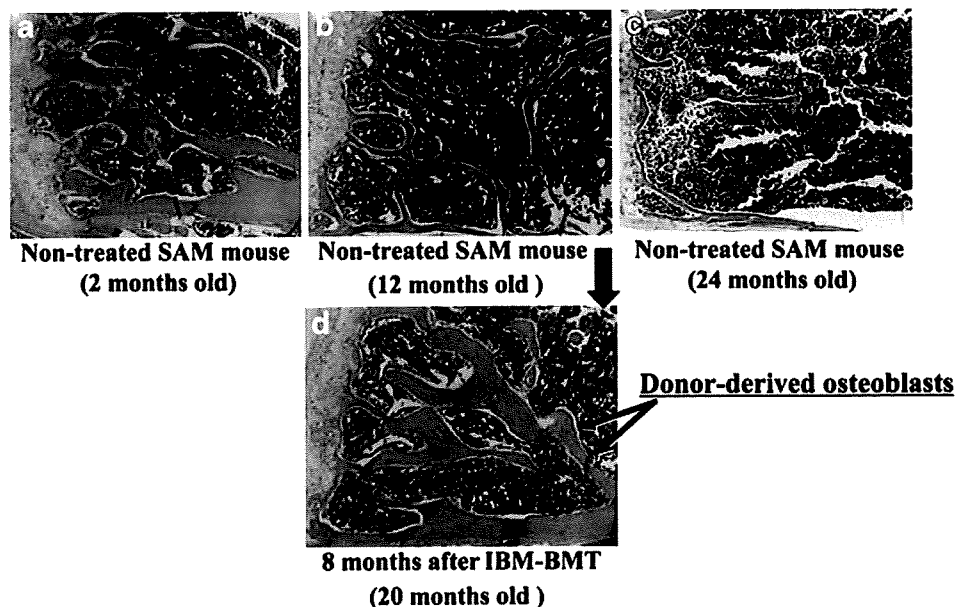 a
b
c
Non-treated SAM mouse
(2 months old)
Non-treated SAM mouse
(12 months old )
Non-treated SAM mouse
(24 months old)
d
Donor-derived osteoblasts
8 months after IBM-BMT
(20 months old )